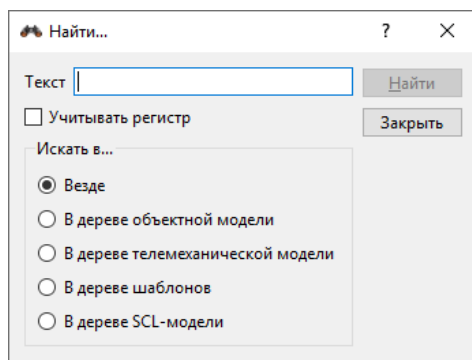 Найти...
?
Текст
Найти
Учитывать регистр
Закрыть
Искать в...
Везде
В дереве объектной модели
В дереве телемеханической модели
В дереве шаблонов
В дереве SCL-модели